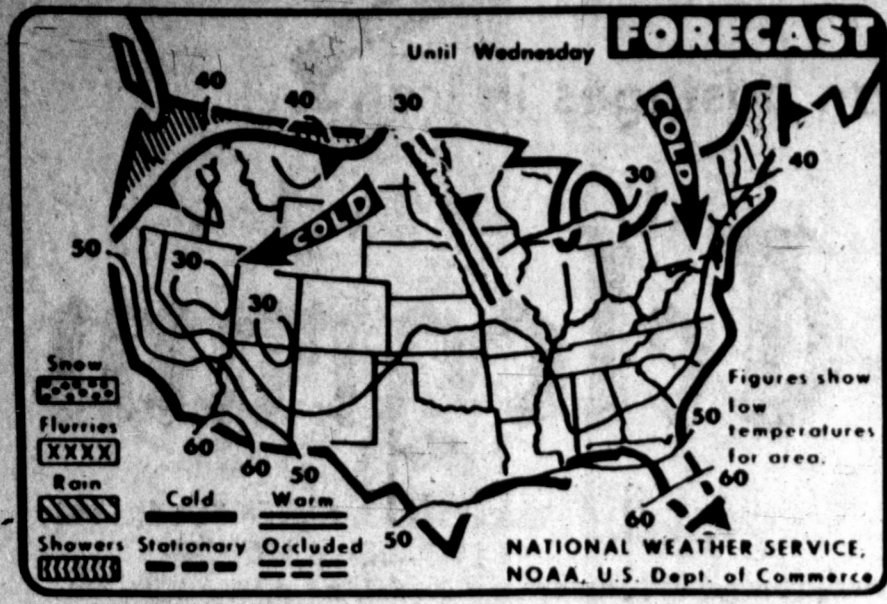 FORECAST
Until Wednesday
40
40
30
COLD
30
40
50
COLD
30
30
Snow
Flurries
XXXX
Rain
Showers
Cold
Warm
Stationary
Occluded
60
60
50
50
50
60
60
Figures show
low
temperatures
for area.
NATIONAL WEATHER SERVICE,
NOAA, U.S. Dept. of Commerce